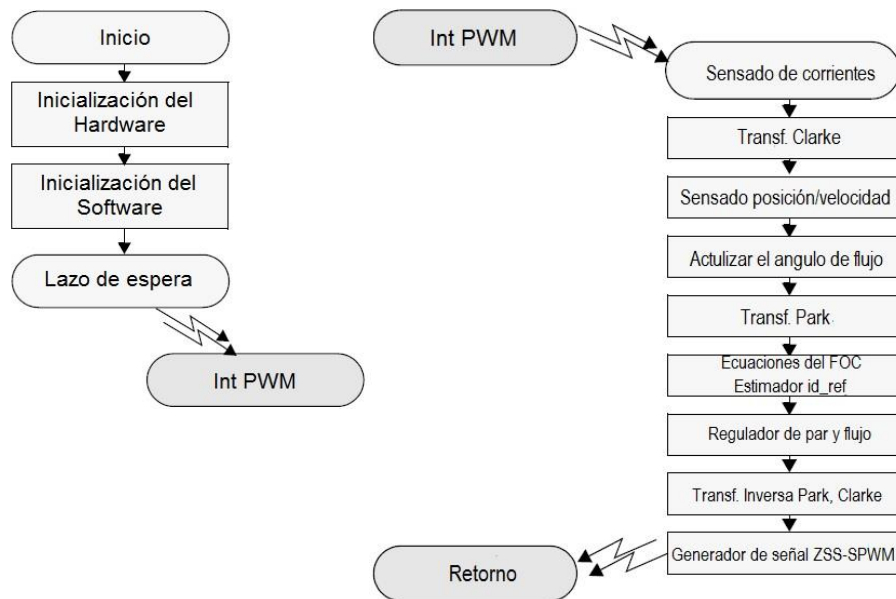 Inicio
Inicialización del
Hardware
Inicialización del
Software
Lazo de espera
Int PWM
Int PWM
Sensado de corrientes
Transf. Clarke
Sensado posición/velocidad
Actulizar el angulo de flujo
Transf. Park
Ecuaciones del FOC
Estimador id_ref
Regulador de par y flujo
Transf. Inversa Park, Clarke
Generador de señal ZSS-SPWM
Retorno